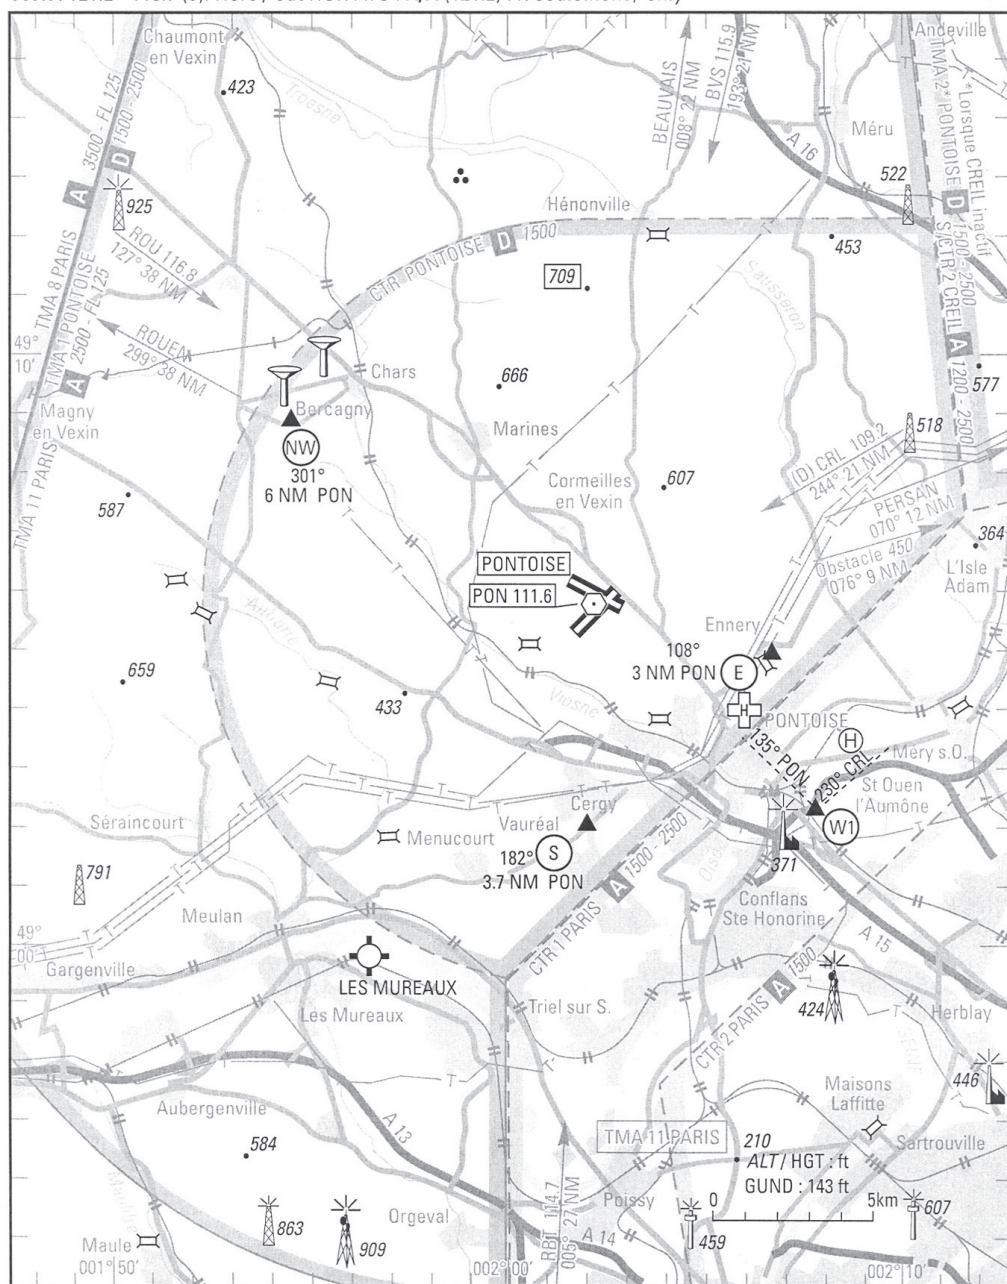 Chaumont
en Vexin
423
Troesne
3500 - FL 125
1500-2500
D
A
925
ROU 116.8
127° 38 NM
TMA 8 PARIS
TMA 1 PONTOISE
2500 - FL 125
A
ROUEN
299° 38 NM
49°
10'
Magny
en Vexin
TMA 11 PARIS
BEAUVAIS
008° 22 NM
BVS 115.9
193° 21 NM
A 16
Andeville
Méru
522
TMA 2* PONTOISE
D
1500-2500
*Lorsque CREIL inactif
S/CTR 2 CREIL
A
1200 - 2500
Hénonville
CTR PONTOISE
D
1500
453
709
Sausseron
577
Chars
666
Bercagny
NW
301°
6 NM PON
Marines
Cormeilles
en Vexin
607
518
(D) CRL 109.2
244° 21 NM
PERSAN
070° 12 NM
Obstacle 450
076° 9 NM
364
L'Isle
Adam
587
PONTOISE
PON 111.6
Aubette
Ennery
108°
3 NM PON
E
659
433
Viosne
H
PONTOISE
H
135° PON
230° CRL
Méry s.O.
St Ouen
l'Aumône
W1
371
Cergy
Vauréal
Menucourt
182°
3.7 NM PON
S
Séraincourt
791
CTR 1 PARIS
A
1500 - 2500
Oise
Conflans
Ste Honorine
A 15
Meulan
49°
00'
Gargenville
LES MUREAUX
Les Mureaux
Triel sur S.
CTR 2 PARIS
A
1500
424
Herblay
446
Maisons
Laffitte
Aubergenville
A 13
584
TMA 11 PARIS
210
Sartrouville
ALT / HGT : ft
GUND : 143 ft
0
5km
607
Poissy
459
RBT 114.7
005° 27 NM
A 14
Orgeval
863
909
Maule
001° 50'
002° 00'
002° 10'